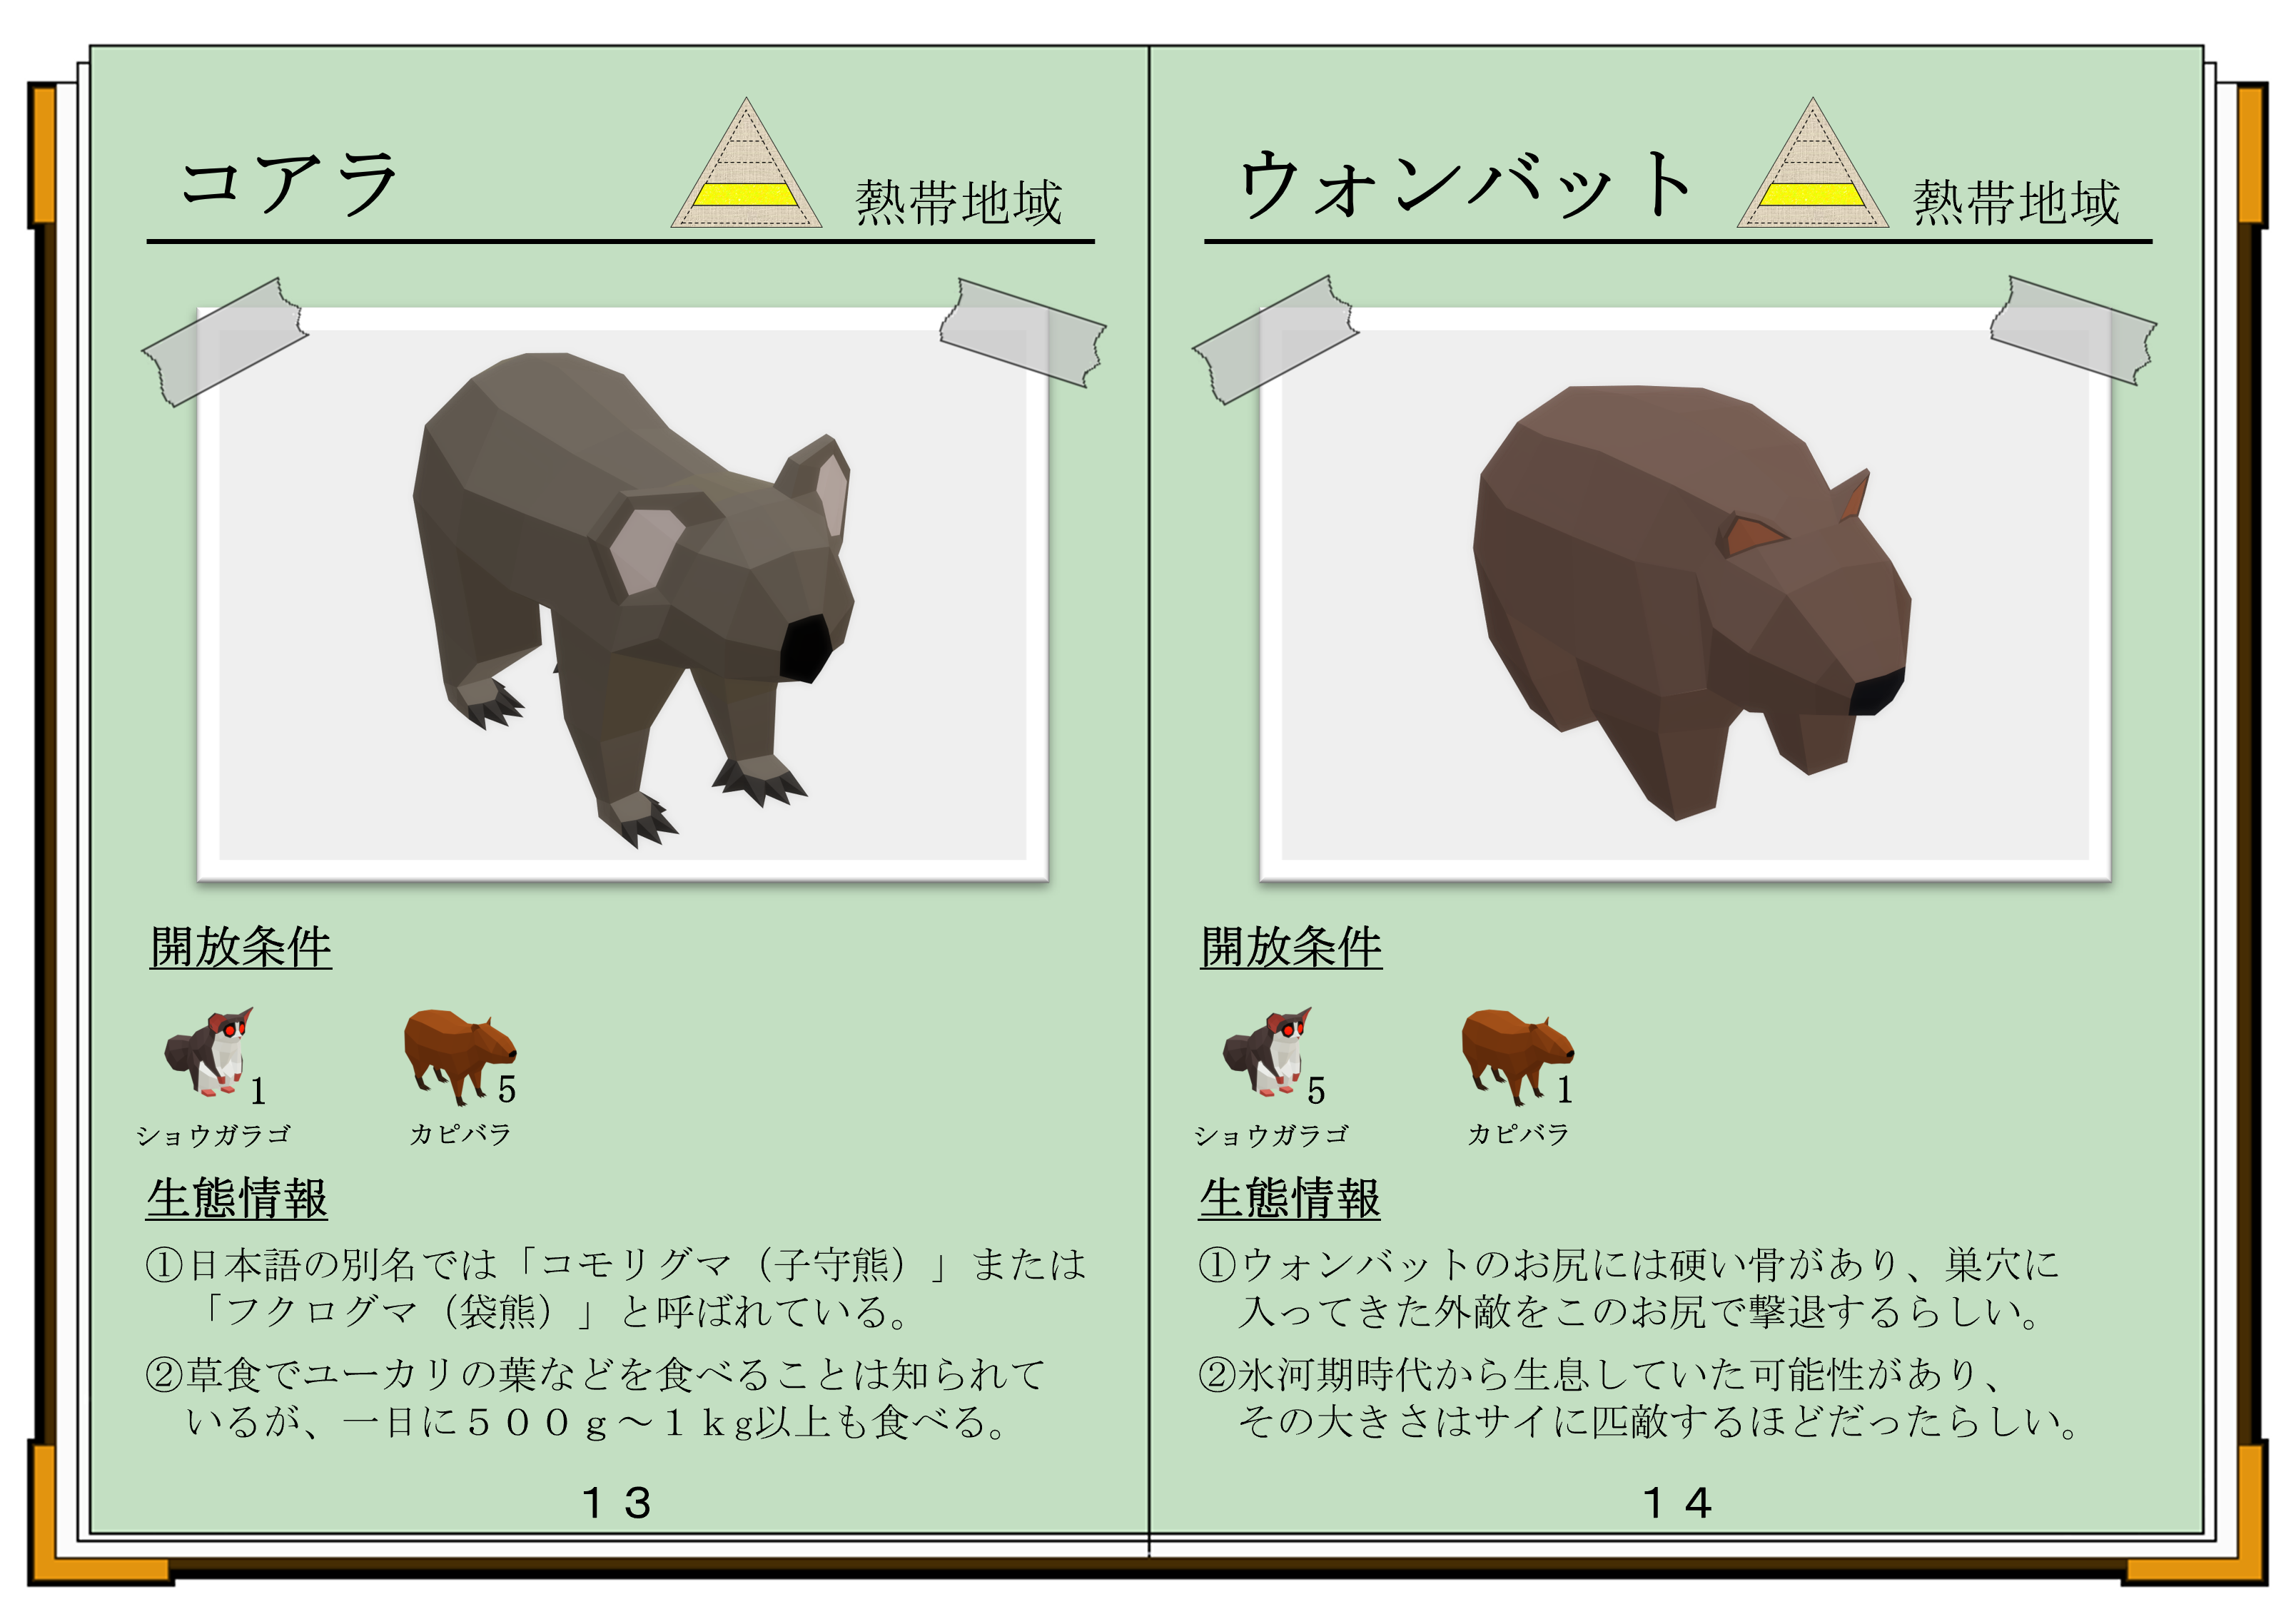 コアラ
熱帯地域
開放条件
1
5
ショウガラゴ
カピバラ
生態情報
①日本語の別名では「コモリグマ（子守熊）」または
「フクログマ（袋熊）」と呼ばれている。
②草食でユーカリの葉などを食べることは知られて
いるが、一日に５００ｇ～１ｋg以上も食べる。
１３
ウォンバット
熱帯地域
開放条件
5
1
ショウガラゴ
カピバラ
生態情報
①ウォンバットのお尻には硬い骨があり、巣穴に
入ってきた外敵をこのお尻で撃退するらしい。
②氷河期時代から生息していた可能性があり、
その大きさはサイに匹敵するほどだったらしい。
１４